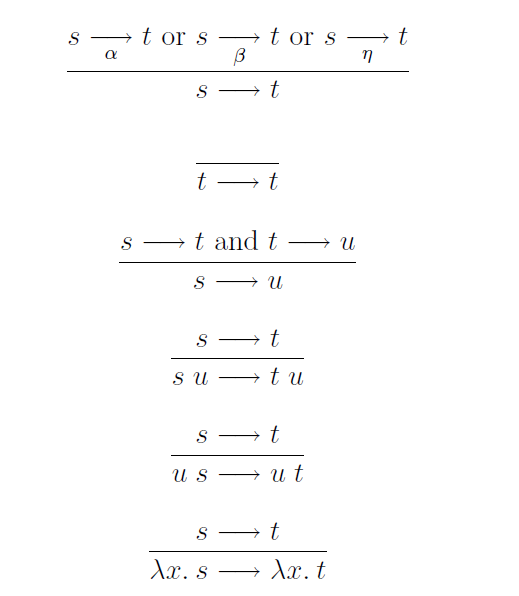 s ⟶ t or s ⟶ t or s ⟶ t
α β η
s ⟶ t
t ⟶ t
s ⟶ t and t ⟶ u
s ⟶ u
s ⟶ t
s u ⟶ t u
s ⟶ t
u s ⟶ u t
s ⟶ t
λx. s ⟶ λx. t